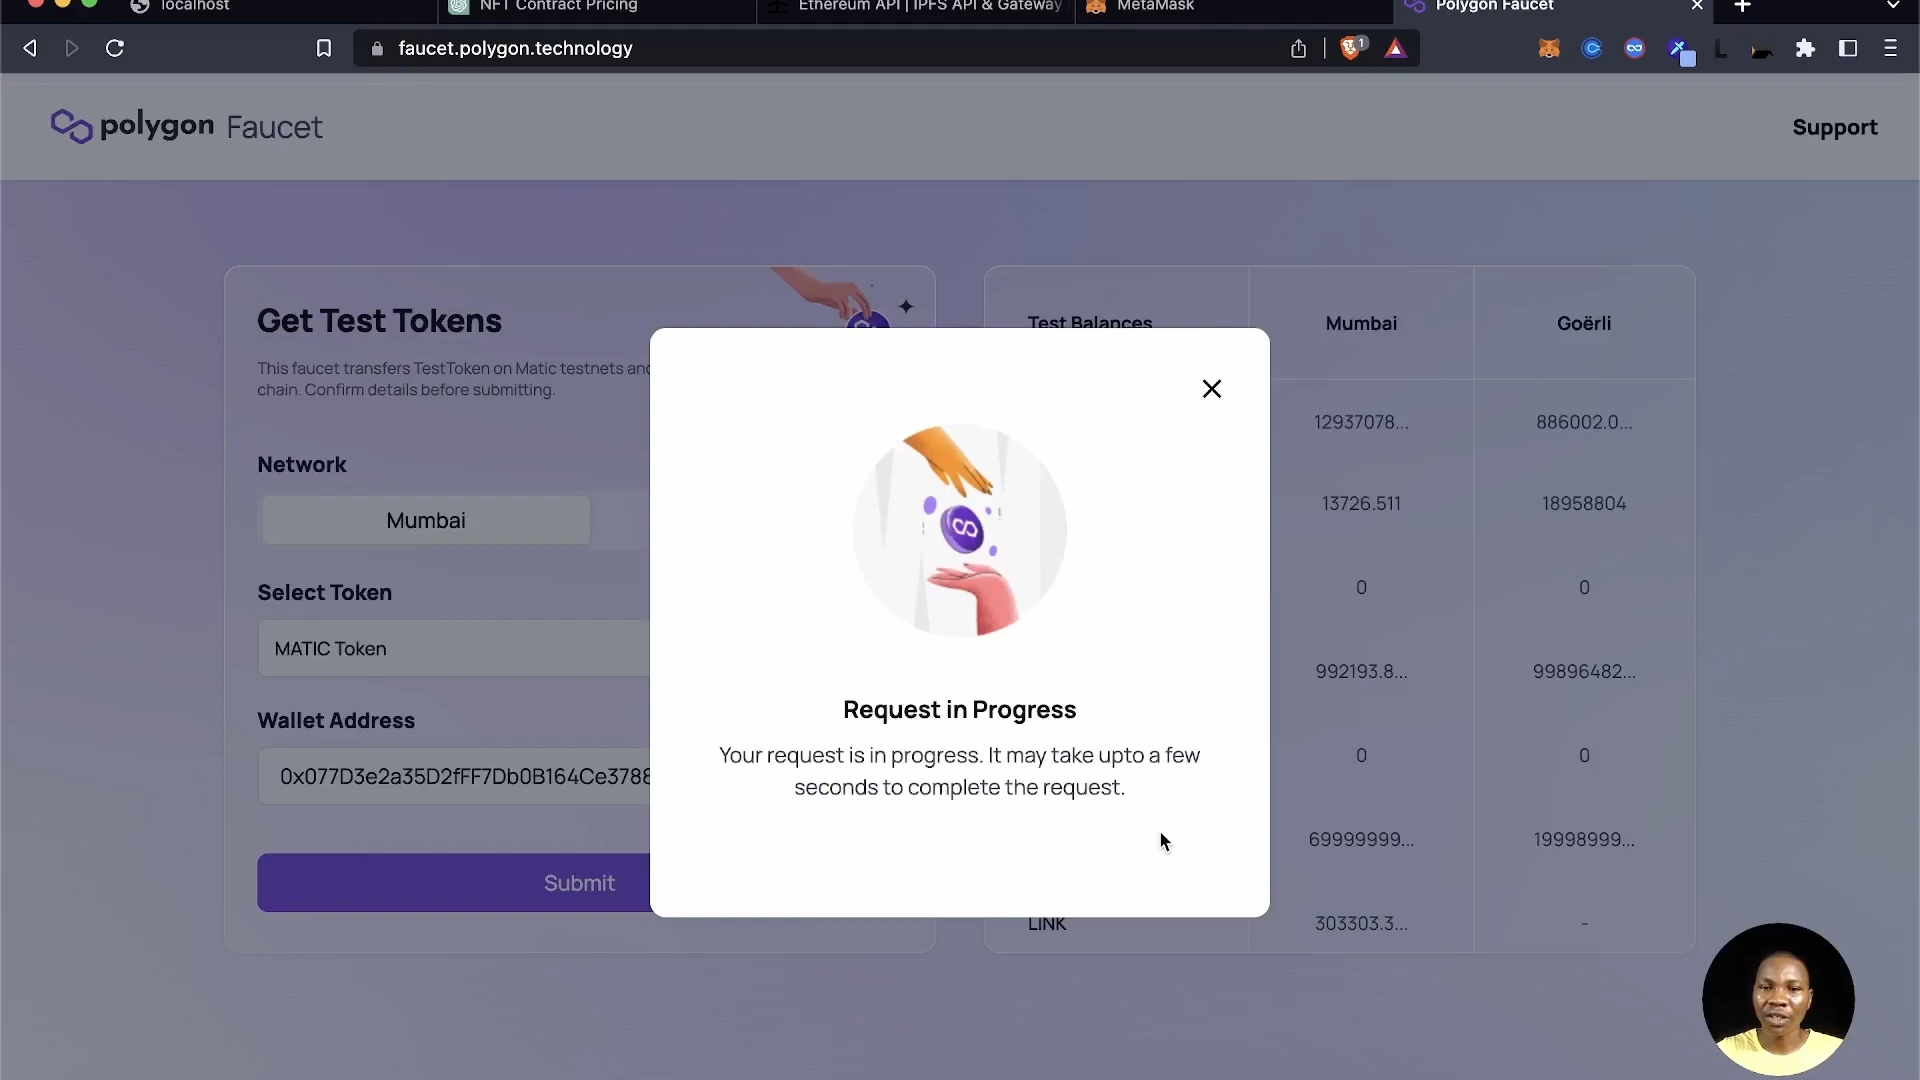 localhost
NFT Contract Pricing
Ethereum API | IPFS API & Gateway
MetaMask
Polygon Faucet
faucet.polygon.technology
1
polygon Faucet
Support
Get Test Tokens
This faucet transfers TestToken on Matic testnets and
chain. Confirm details before submitting.
Network
Mumbai
Select Token
MATIC Token
Wallet Address
0x077D3e2a35D2fFF7Db0B164Ce3788
Submit
Request in Progress
Your request is in progress. It may take upto a few
seconds to complete the request.
Test Balances Mumbai Goërli
12937078... 886002.0...
13726.511 18958804
0 0
992193.8... 99896482...
0 0
69999999... 19998999...
LINK 303303.3... -